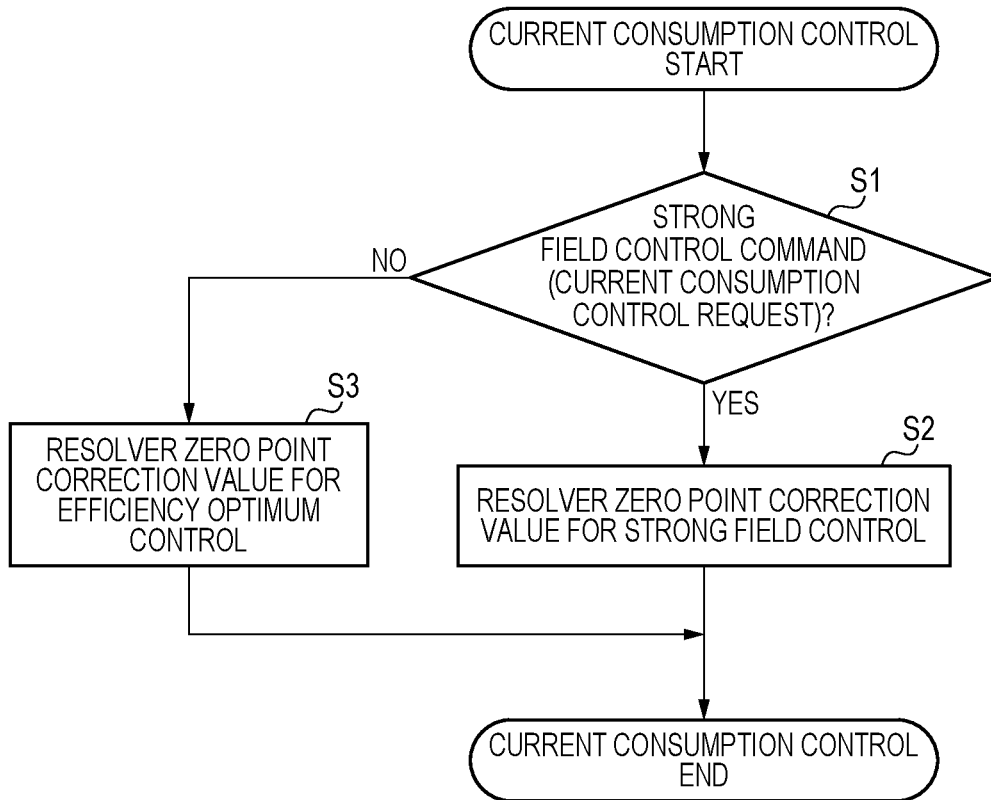 CURRENT CONSUMPTION CONTROL
START
S1
STRONG
FIELD CONTROL COMMAND
(CURRENT CONSUMPTION
CONTROL REQUEST)?
NO
YES
S3
RESOLVER ZERO POINT
CORRECTION VALUE FOR
EFFICIENCY OPTIMUM
CONTROL
S2
RESOLVER ZERO POINT CORRECTION
VALUE FOR STRONG FIELD CONTROL
CURRENT CONSUMPTION CONTROL
END